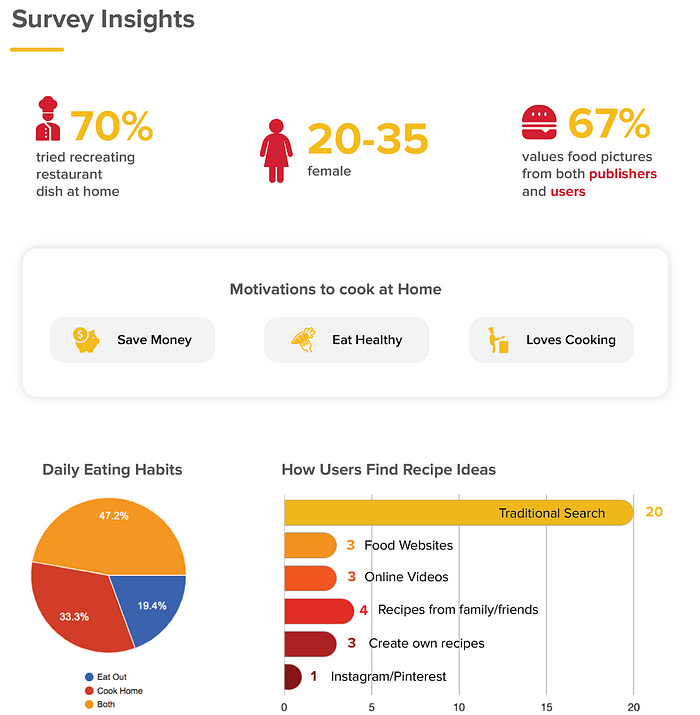 Survey Insights
70%
tried recreating
restaurant
dish at home
20-35
female
67%
values food pictures
from both publishers
and users
Motivations to cook at Home
$
Save Money
Eat Healthy
Loves Cooking
Daily Eating Habits
47.2%
33.3%
19.4%
Eat Out
Cook Home
Both
How Users Find Recipe Ideas
Traditional Search 20
3 Food Websites
3 Online Videos
4 Recipes from family/friends
3 Create own recipes
1 Instagram/Pinterest
0 5 10 15 20